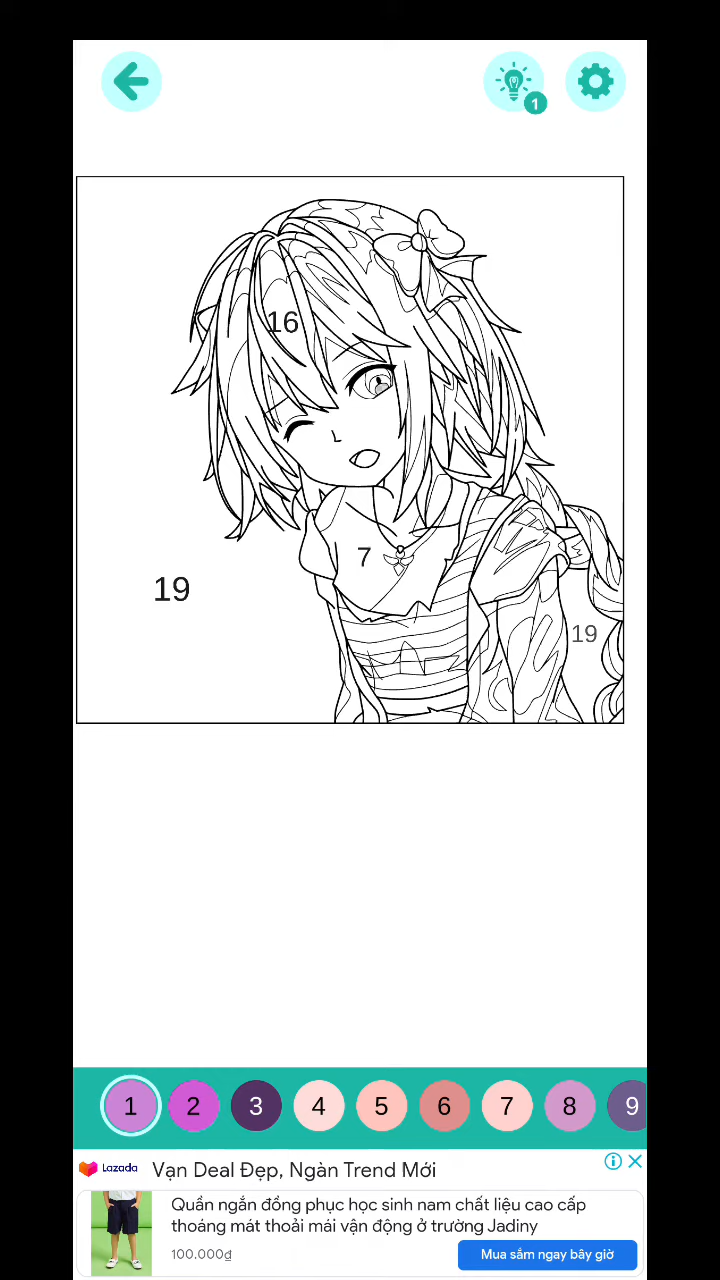 1
16
7
19
19
1 2 3 4 5 6 7 8 9
Lazada Vạn Deal Đẹp, Ngàn Trend Mới
Quần ngắn đồng phục học sinh nam chất liệu cao cấp
thoáng mát thoải mái vận động ở trường Jadiny
100.000₫
Mua sắm ngay bây giờ